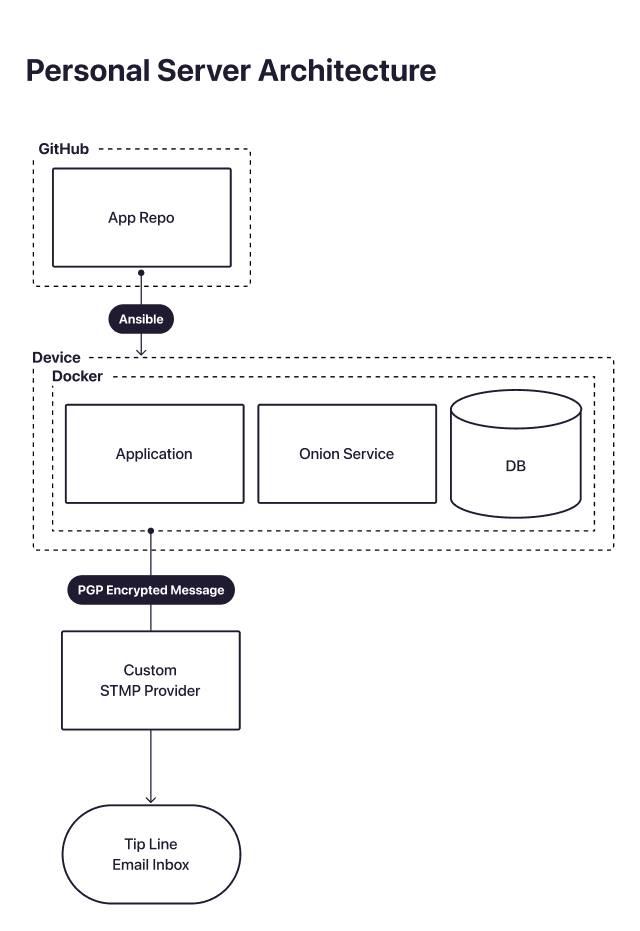 Personal Server Architecture
GitHub
App Repo
Ansible
Device
Docker
Application
Onion Service
DB
PGP Encrypted Message
Custom
STMP Provider
Tip Line
Email Inbox